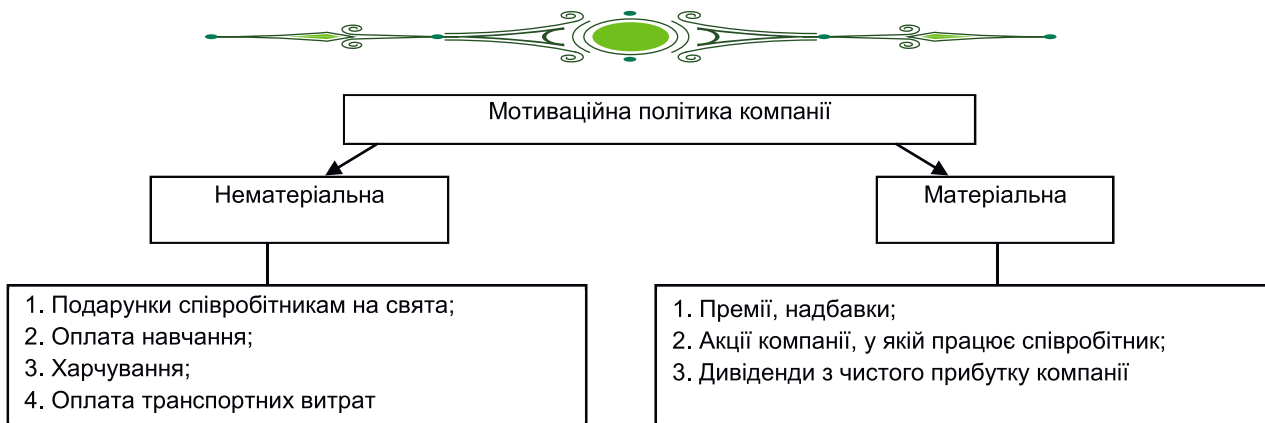 Мотиваційна політика компанії
Нематеріальна
Матеріальна
1. Подарунки співробітникам на свята;
2. Оплата навчання;
3. Харчування;
4. Оплата транспортних витрат
1. Премії, надбавки;
2. Акції компанії, у якій працює співробітник;
3. Дивіденди з чистого прибутку компанії